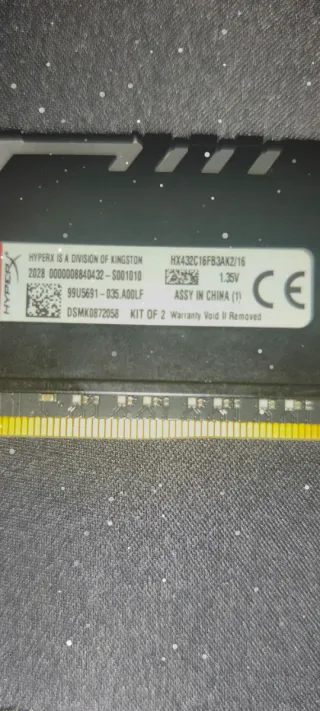 HYPERX
HYPERX IS A DIVISION OF KINGSTON
2028 0000008840432-S001010
99U5691-035.A00LF
DSMK0872058 KIT OF 2 Warranty Void If Removed
HX432C16FB3AK2/16
1.35V
ASSY IN CHINA (1)
CE